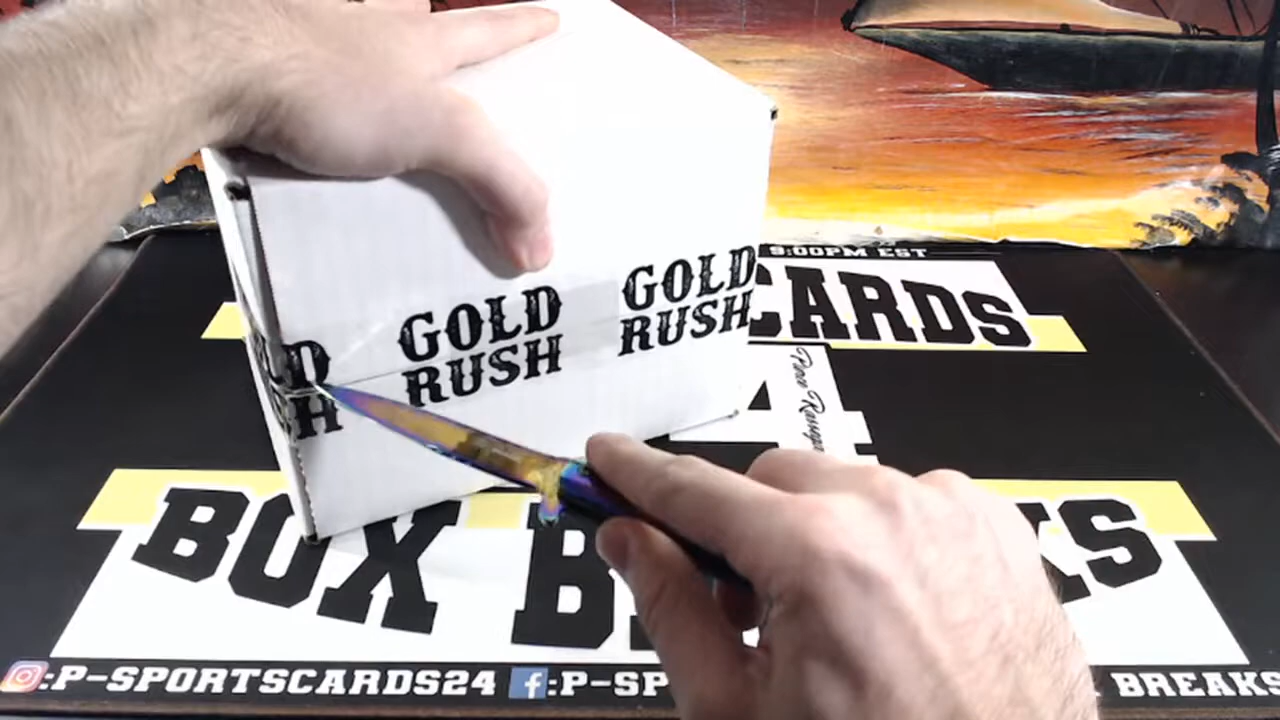 GOLD
RUSH
GOLD
RUSH
9:00PM EST
CARDS
BOX
:P-SPORTSCARDS24
:P-SP
BREAKS